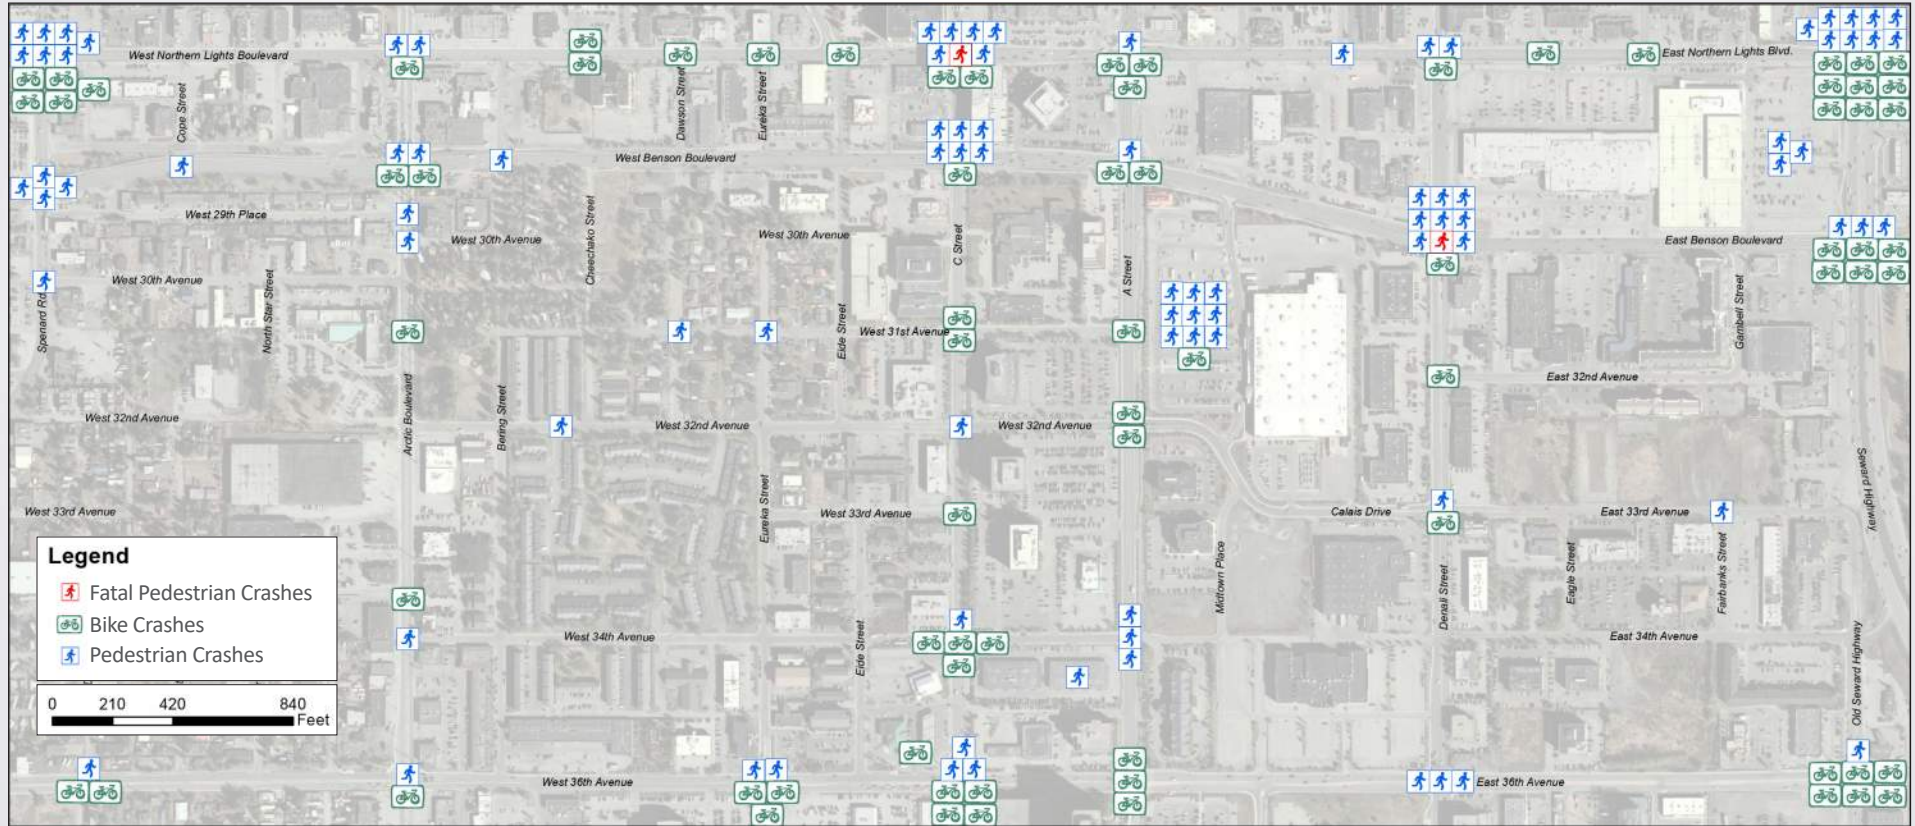 West Northern Lights Boulevard
East Northern Lights Blvd.
Cope Street
Dawson Street
Eureka Street
West Benson Boulevard
West 29th Place
West 30th Avenue
Cheechako Street
West 30th Avenue
C Street
A Street
East Benson Boulevard
West 30th Avenue
Spenard Rd
North Star Street
Eide Street
West 31st Avenue
Gambell Street
East 32nd Avenue
West 32nd Avenue
Arctic Boulevard
Bering Street
West 32nd Avenue
West 32nd Avenue
Seward Highway
West 33rd Avenue
Eureka Street
West 33rd Avenue
Calais Drive
East 33rd Avenue
Midtown Place
Denali Street
Eagle Street
Fairbanks Street
Legend
Fatal Pedestrian Crashes
Bike Crashes
Pedestrian Crashes
West 34th Avenue
Eide Street
East 34th Avenue
Old Seward Highway
0 210 420 840
Feet
West 36th Avenue
East 36th Avenue